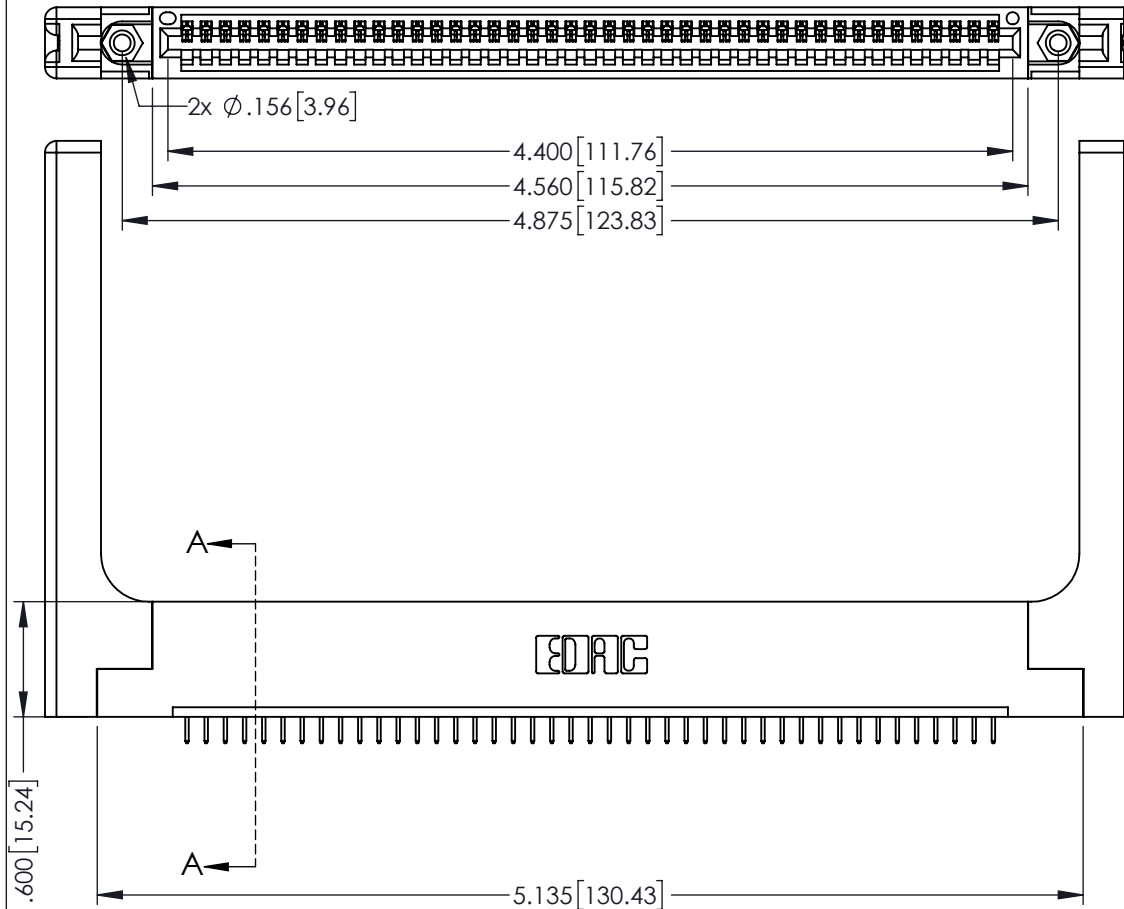 2x Ø.156[3.96]
4.400[111.76]
4.560[115.82]
4.875[123.83]
A
EDAC
A
.600[15.24]
5.135[130.43]